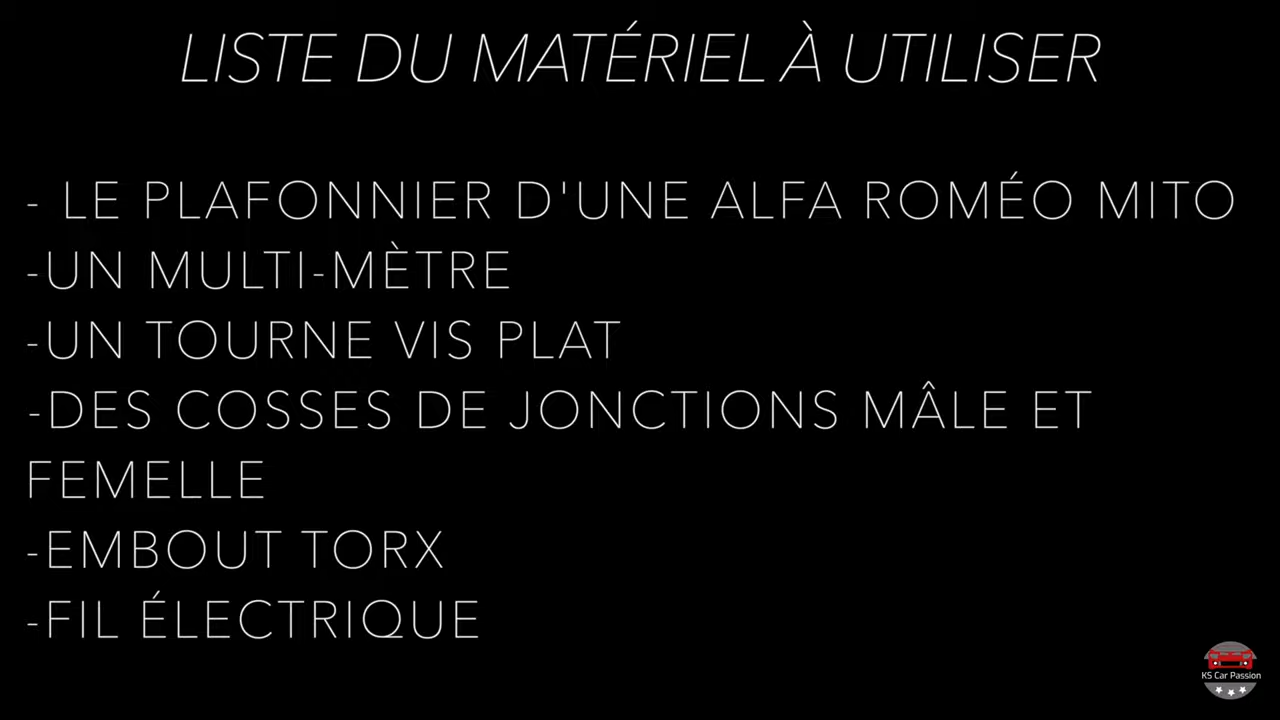 LISTE DU MATÉRIEL À UTILISER
- LE PLAFONNIER D'UNE ALFA ROMÉO MITO
-UN MULTI-MÈTRE
-UN TOURNE VIS PLAT
-DES COSSES DE JONCTIONS MÂLE ET
FEMELLE
-EMBOUT TORX
-FIL ÉLECTRIQUE
KS Car Passion